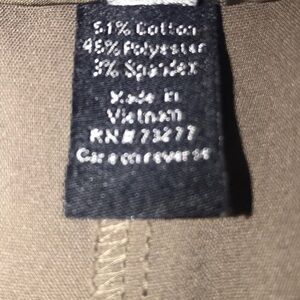 51% Cotton
46% Polyester
3% Spandex
Made in
Vietnam
RN# 73277
Care on reverse